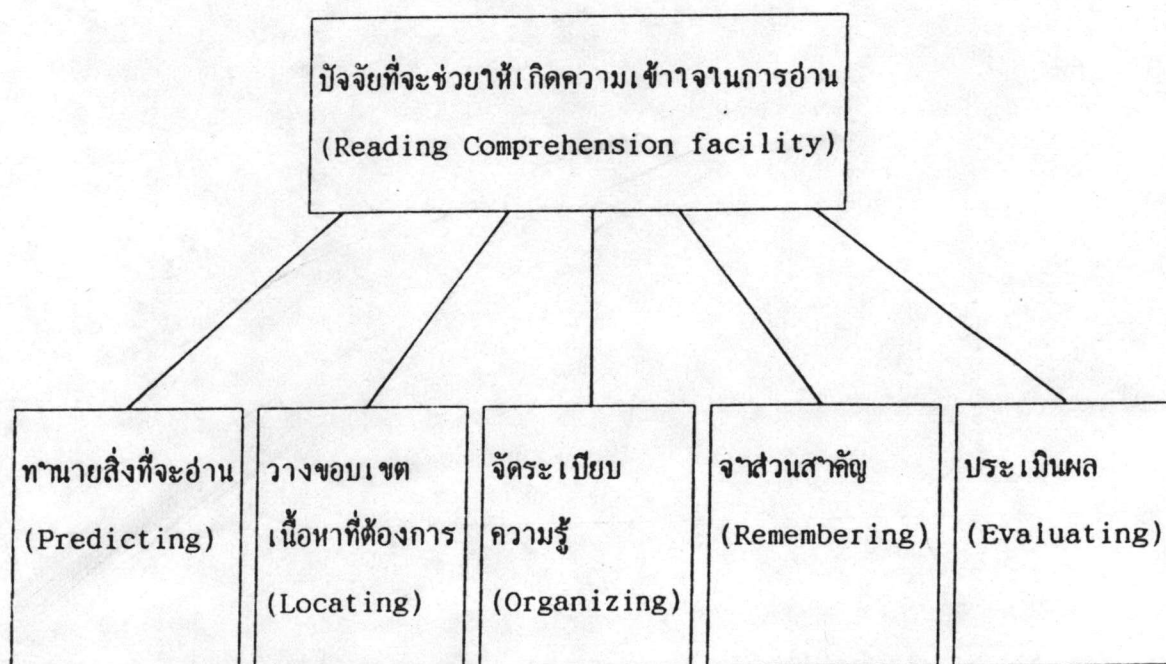 ปัจจัยที่จะช่วยให้เกิดความเข้าใจในการอ่าน
(Reading Comprehension facility)
ทำนายสิ่งที่จะอ่าน
(Predicting)
วางขอบเขต
เนื้อหาที่ต้องการ
(Locating)
จัดระเบียบ
ความรู้
(Organizing)
จำส่วนสำคัญ
(Remembering)
ประเมินผล
(Evaluating)